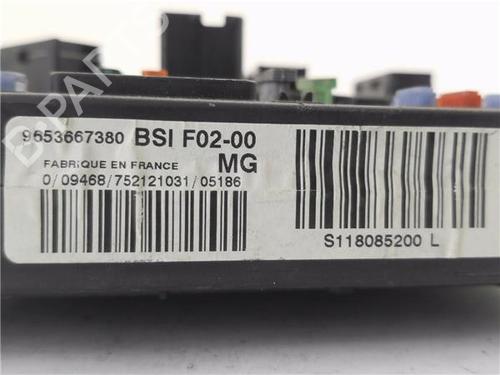 9653667380 BSI F02-00
FABRIQUE EN FRANCE MG
0/09468/752121031/05186
S118085200 L